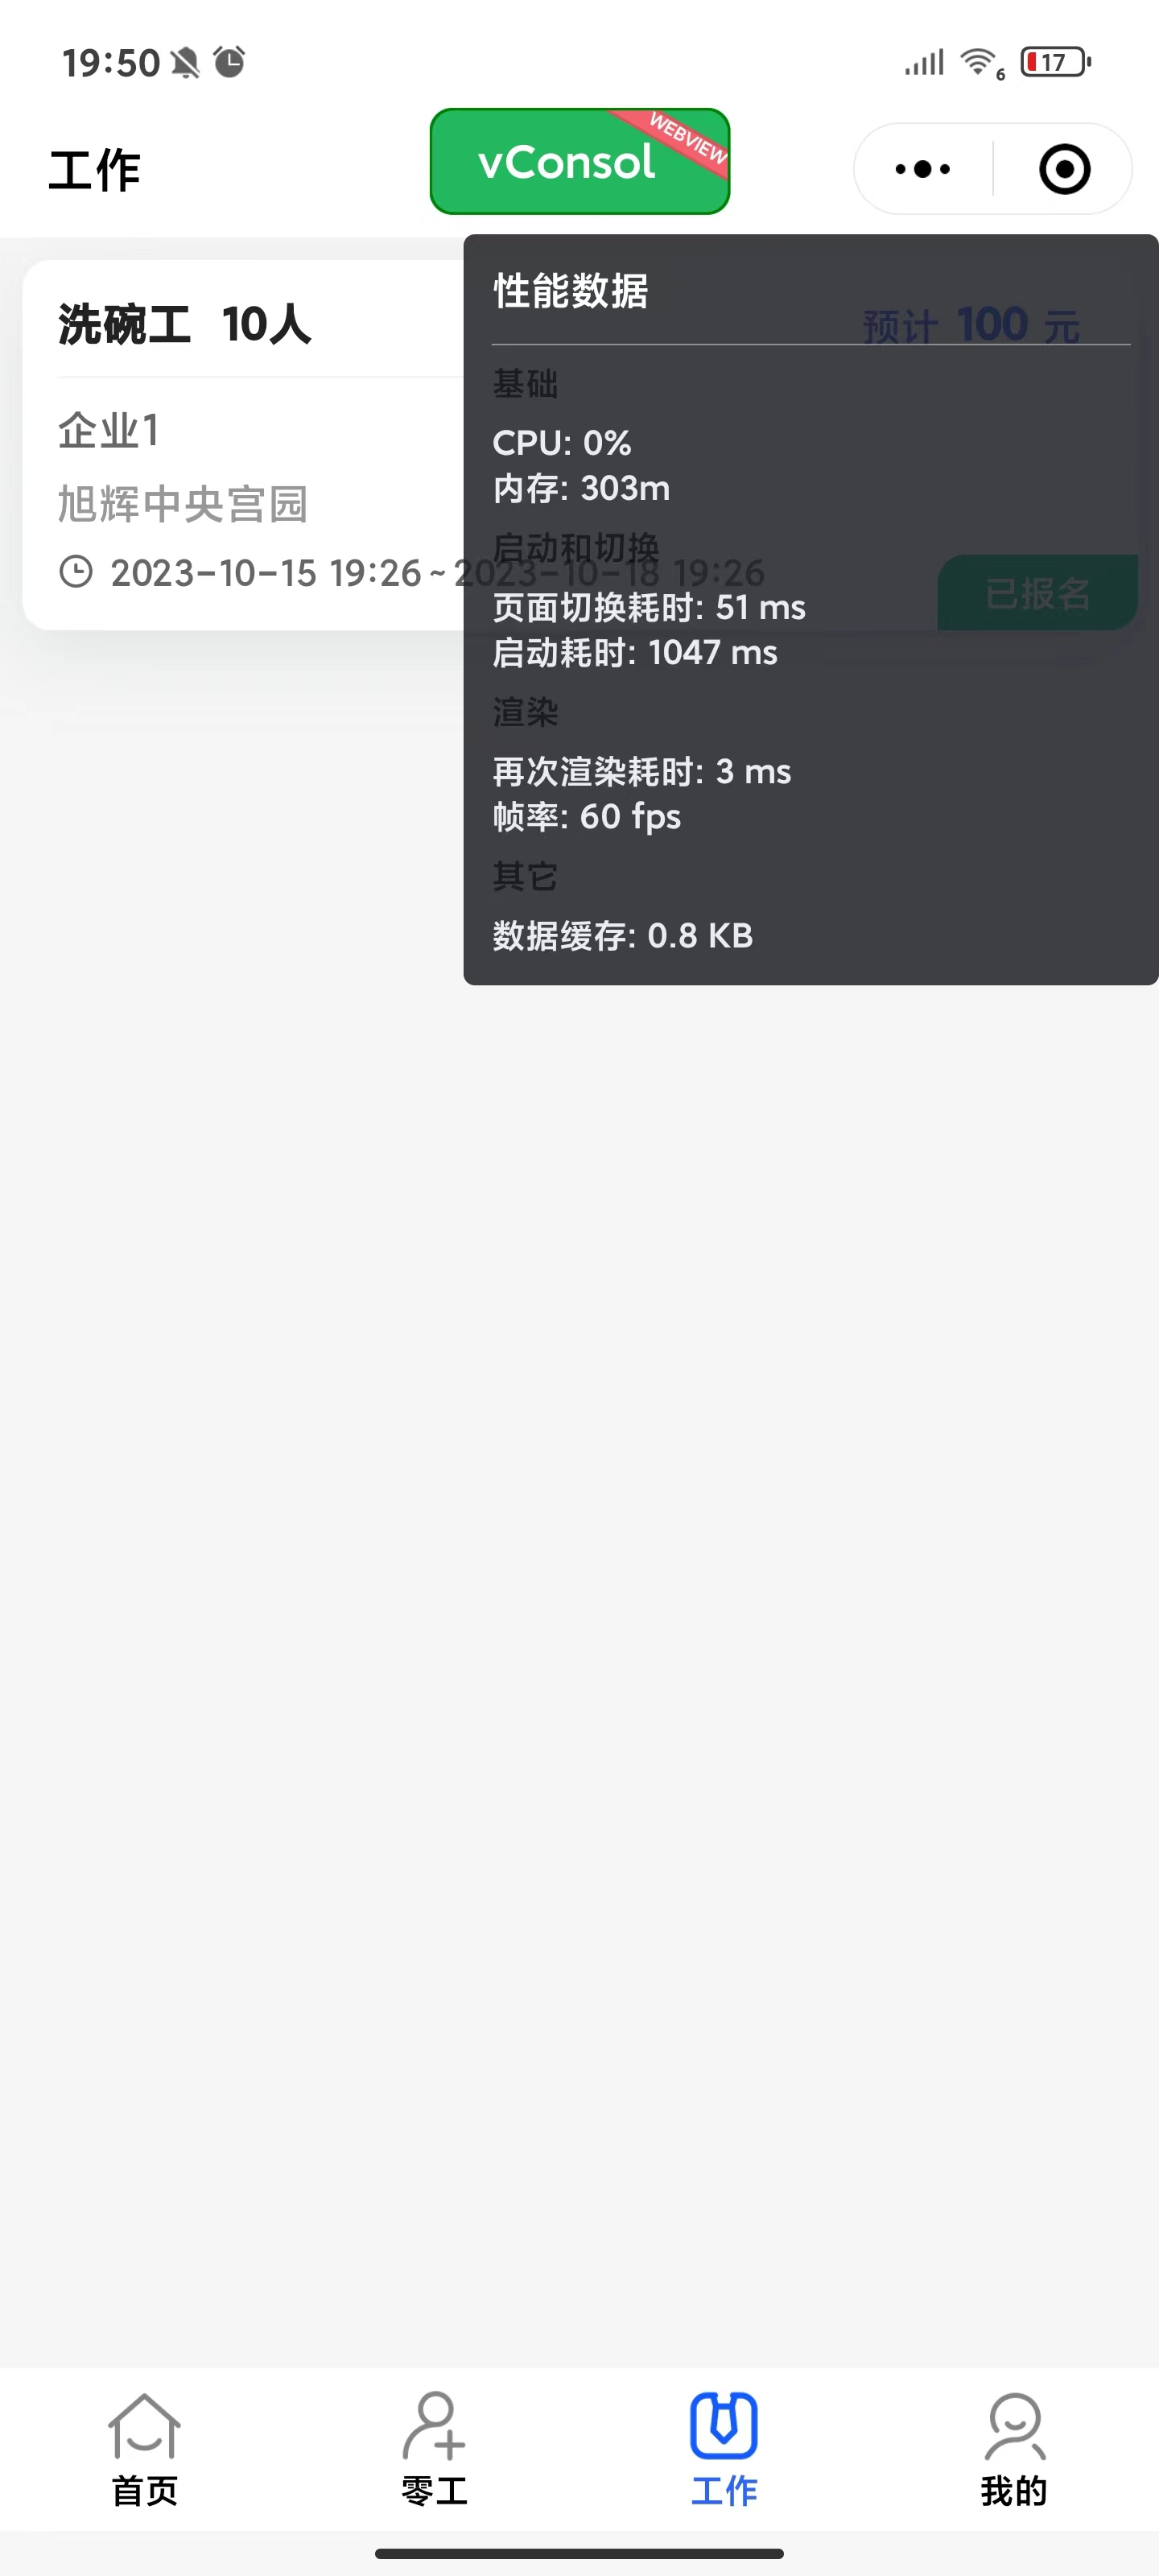 19:50
6
17
工作
vConsol
WEBVIEW
性能数据
洗碗工 10人
预计 100 元
基础
企业1
CPU: 0%
内存: 303m
旭辉中央宫园
启动和切换
2023-10-15 19:26~2023-10-18 19:26
已报名
页面切换耗时: 51 ms
启动耗时: 1047 ms
渲染
再次渲染耗时: 3 ms
帧率: 60 fps
其它
数据缓存: 0.8 KB
首页
零工
工作
我的